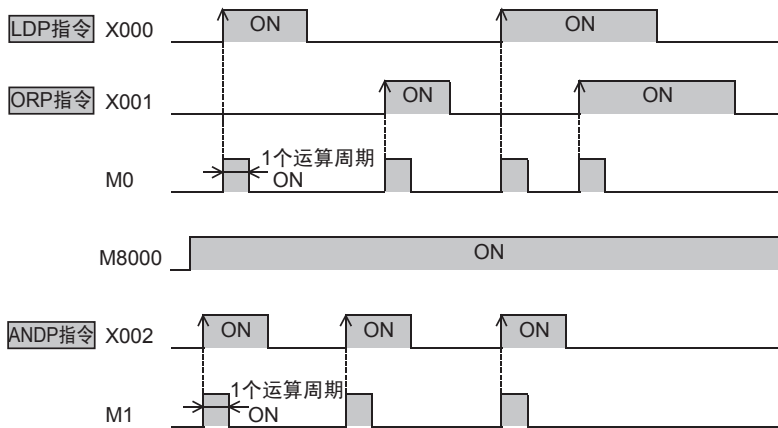 LDP指令 X000 ON ON
ORP指令 X001 ON ON
1个运算周期
M0 ON
M8000 ON
ANDP指令 X002 ON ON ON
1个运算周期
M1 ON